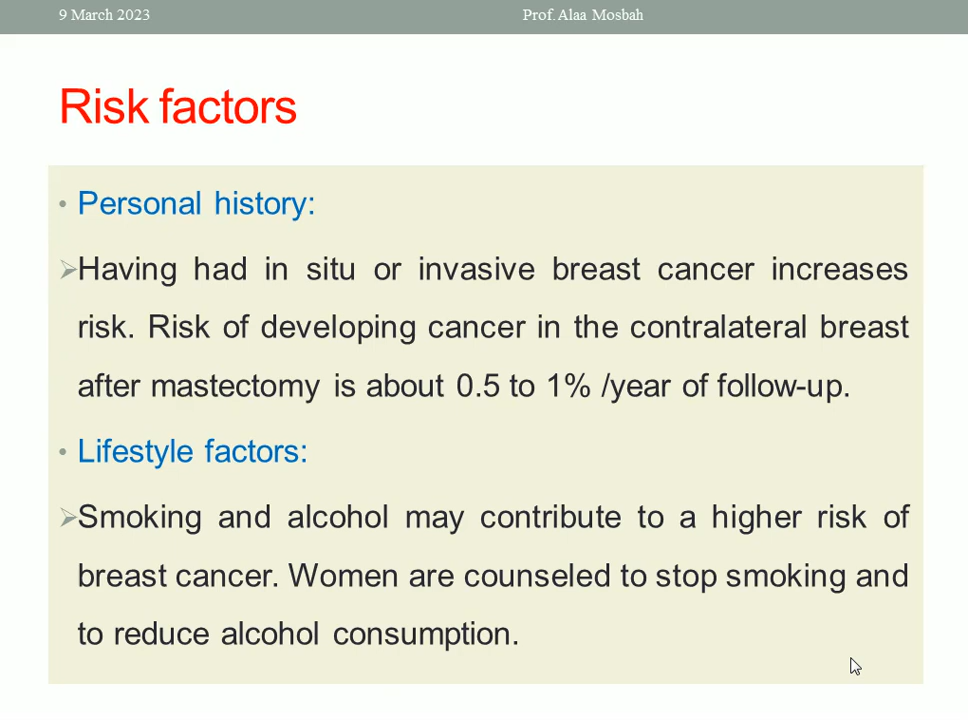 9 March 2023
Prof. Alaa Mosbah
Risk factors
• Personal history:
➢Having had in situ or invasive breast cancer increases
risk. Risk of developing cancer in the contralateral breast
after mastectomy is about 0.5 to 1% /year of follow-up.
• Lifestyle factors:
➢Smoking and alcohol may contribute to a higher risk of
breast cancer. Women are counseled to stop smoking and
to reduce alcohol consumption.